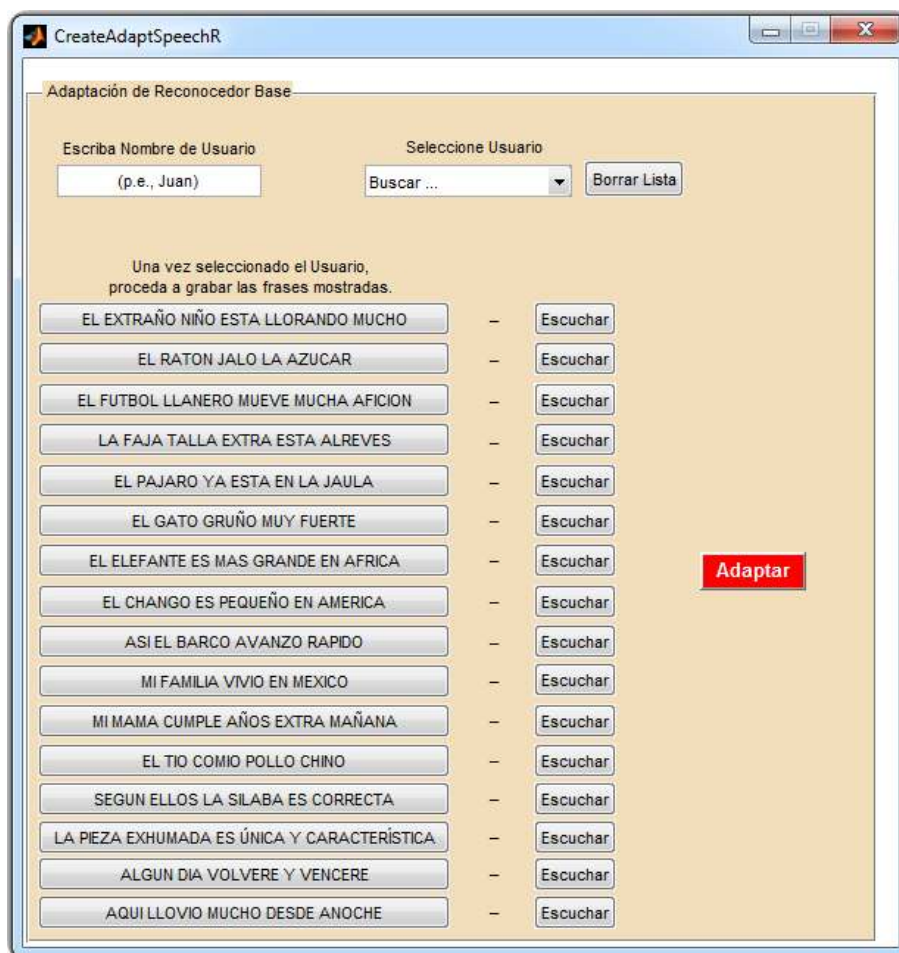 CreateAdaptSpeechR
Adaptación de Reconocedor Base
Escriba Nombre de Usuario Seleccione Usuario
(p.e., Juan) Buscar ... Borrar Lista
Una vez seleccionado el Usuario,
proceda a grabar las frases mostradas.
EL EXTRAÑO NIÑO ESTA LLORANDO MUCHO – Escuchar
EL RATON JALO LA AZUCAR – Escuchar
EL FUTBOL LLANERO MUEVE MUCHA AFICION – Escuchar
LA FAJA TALLA EXTRA ESTA ALREVES – Escuchar
EL PAJARO YA ESTA EN LA JAULA – Escuchar
EL GATO GRUÑO MUY FUERTE – Escuchar
EL ELEFANTE ES MAS GRANDE EN AFRICA – Escuchar
Adaptar
EL CHANGO ES PEQUEÑO EN AMERICA – Escuchar
ASI EL BARCO AVANZO RAPIDO – Escuchar
MI FAMILIA VIVIO EN MEXICO – Escuchar
MI MAMA CUMPLE AÑOS EXTRA MAÑANA – Escuchar
EL TIO COMIO POLLO CHINO – Escuchar
SEGUN ELLOS LA SILABA ES CORRECTA – Escuchar
LA PIEZA EXHUMADA ES ÚNICA Y CARACTERÍSTICA – Escuchar
ALGUN DIA VOLVERE Y VENCERE – Escuchar
AQUI LLOVIO MUCHO DESDE ANOCHE – Escuchar